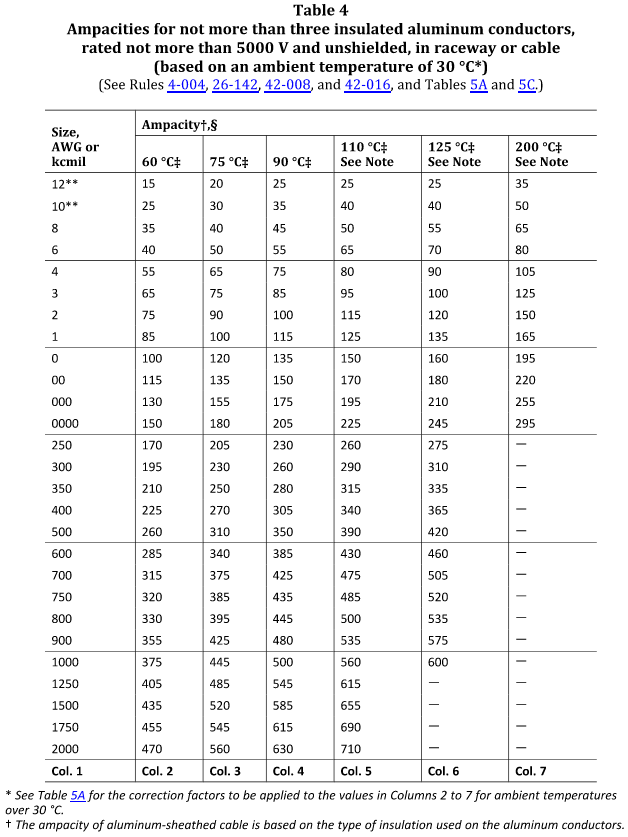 Table 4
Ampacities for not more than three insulated aluminum conductors,
rated not more than 5000 V and unshielded, in raceway or cable
(based on an ambient temperature of 30 °C*)
(See Rules 4-004, 26-142, 42-008, and 42-016, and Tables 5A and 5C.)
Size, AWG or kcmil Ampacity†,§
60 °C‡ 75 °C‡ 90 °C‡ 110 °C‡ See Note 125 °C‡ See Note 200 °C‡ See Note
12** 15 20 25 25 25 35
10** 25 30 35 40 40 50
8 35 40 45 50 55 65
6 40 50 55 65 70 80
4 55 65 75 80 90 105
3 65 75 85 95 100 125
2 75 90 100 115 120 150
1 85 100 115 125 135 165
0 100 120 135 150 160 195
00 115 135 150 170 180 220
000 130 155 175 195 210 255
0000 150 180 205 225 245 295
250 170 205 230 260 275 —
300 195 230 260 290 310 —
350 210 250 280 315 335 —
400 225 270 305 340 365 —
500 260 310 350 390 420 —
600 285 340 385 430 460 —
700 315 375 425 475 505 —
750 320 385 435 485 520 —
800 330 395 445 500 535 —
900 355 425 480 535 575 —
1000 375 445 500 560 600 —
1250 405 485 545 615 — —
1500 435 520 585 655 — —
1750 455 545 615 690 — —
2000 470 560 630 710 — —
Col. 1 Col. 2 Col. 3 Col. 4 Col. 5 Col. 6 Col. 7
* See Table 5A for the correction factors to be applied to the values in Columns 2 to 7 for ambient temperatures
over 30 °C.
† The ampacity of aluminum-sheathed cable is based on the type of insulation used on the aluminum conductors.